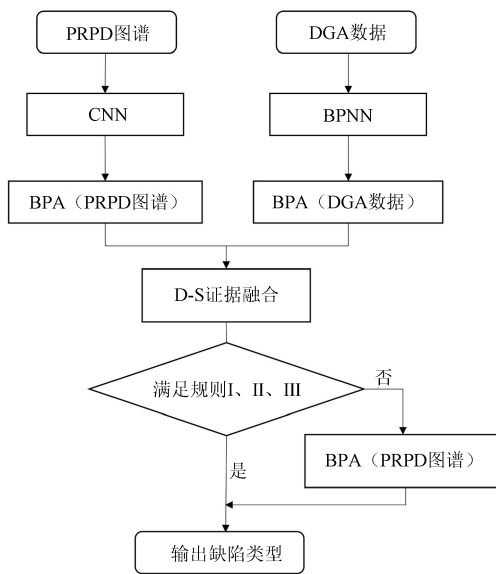 PRPD图谱
DGA数据
CNN
BPNN
BPA（PRPD图谱）
BPA（DGA数据）
D-S证据融合
满足规则I、II、III
否
BPA（PRPD图谱）
是
输出缺陷类型